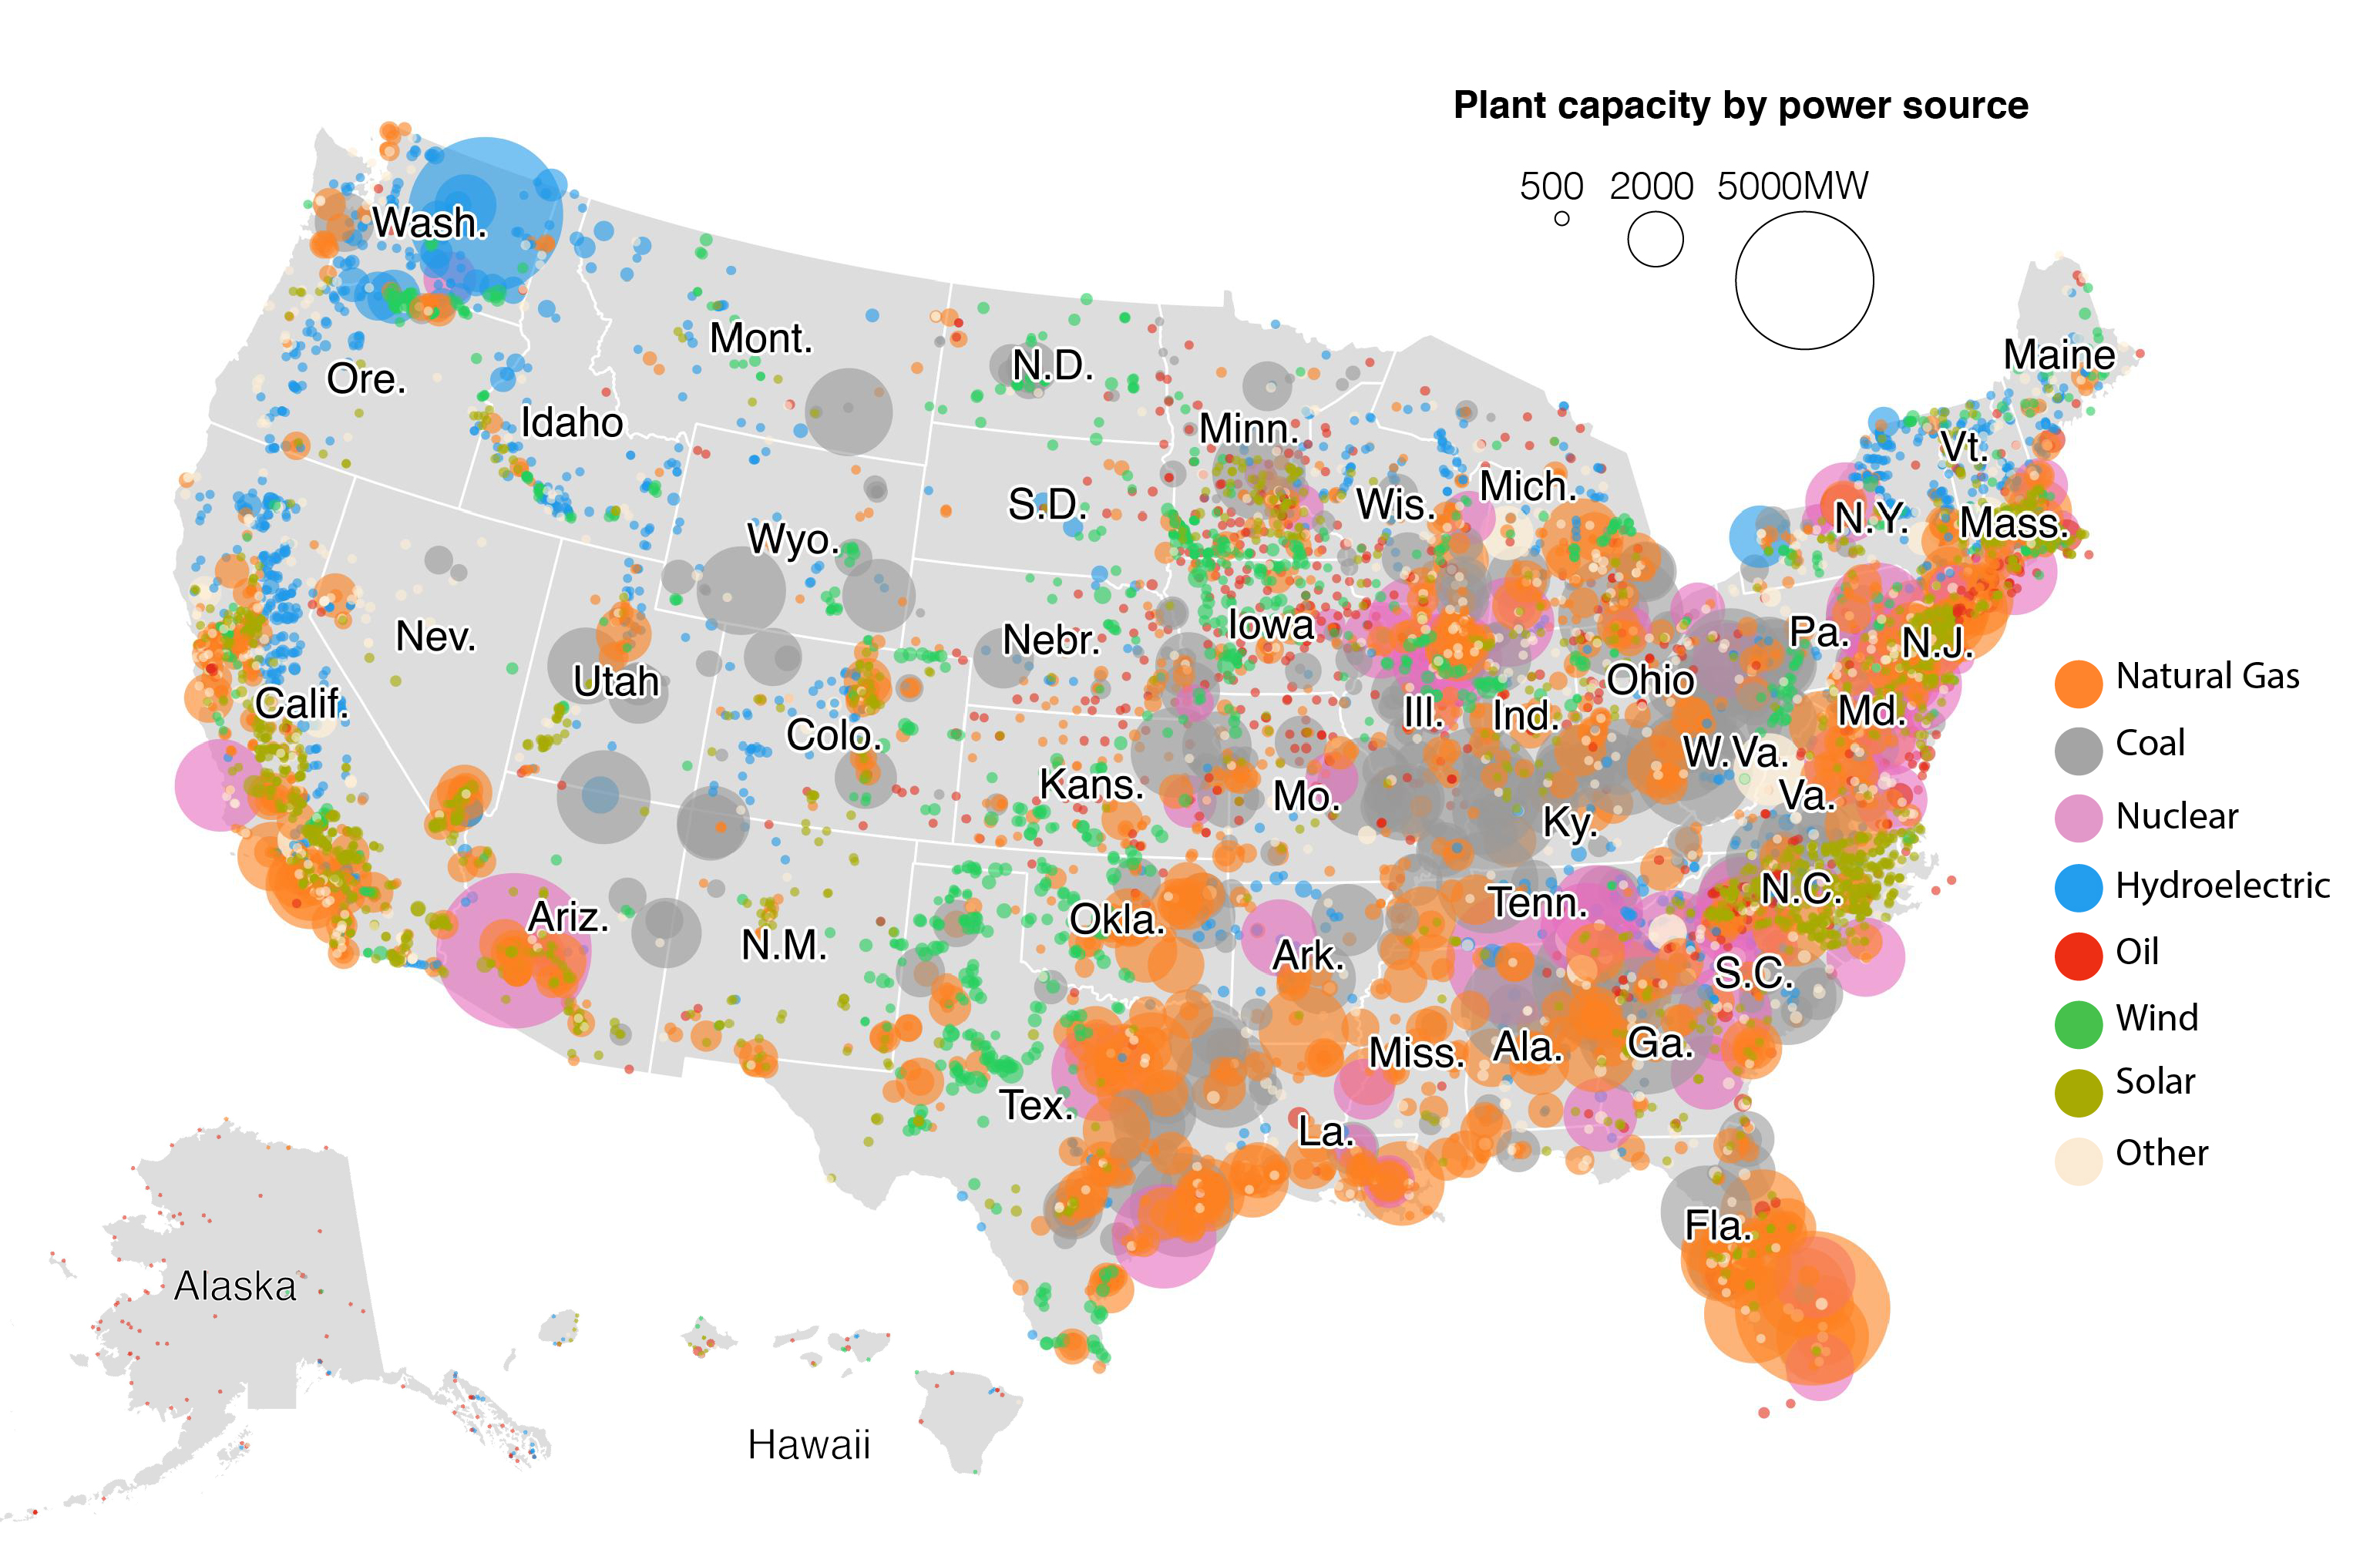 Plant capacity by power source
500 2000 5000MW
Wash.
Mont.
N.D.
Maine
Ore.
Idaho
Minn.
Vt.
Wis.
Mich.
S.D.
N.Y.
Mass.
Wyo.
Nev.
Iowa
Nebr.
Pa.
N.J.
Utah
Ohio
Calif.
Colo.
Ill.
Ind.
Md.
W.Va.
Kans.
Mo.
Va.
Ky.
Ariz.
N.M.
Okla.
Tenn.
N.C.
Ark.
S.C.
Miss.
Ala.
Ga.
Tex.
La.
Fla.
Alaska
Hawaii
Natural Gas
Coal
Nuclear
Hydroelectric
Oil
Wind
Solar
Other